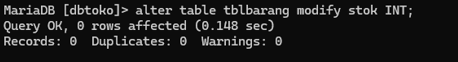 MariaDB [dbtoko]> alter table tblbarang modify stok INT;
Query OK, 0 rows affected (0.148 sec)
Records: 0  Duplicates: 0  Warnings: 0